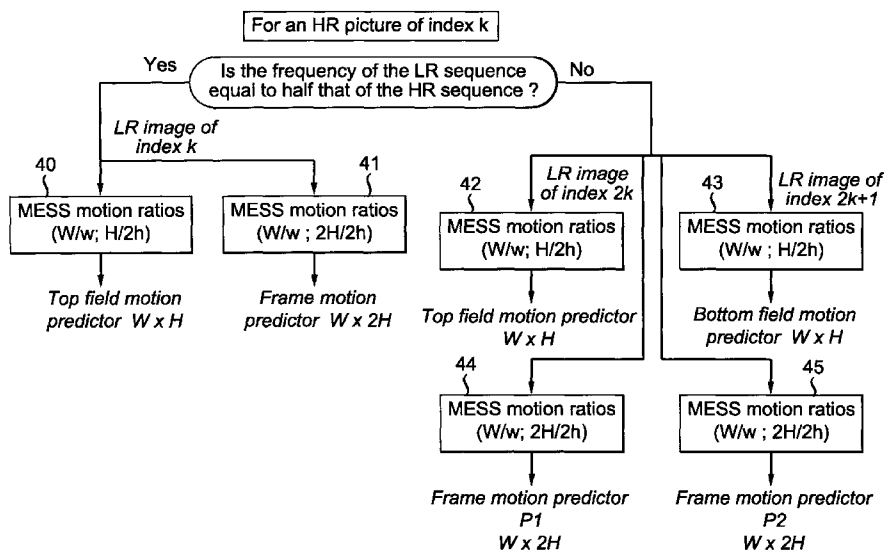 For an HR picture of index k
Yes
Is the frequency of the LR sequence
equal to half that of the HR sequence ?
No
LR image of
index k
40
41
MESS motion ratios
(W/w; H/2h)
MESS motion ratios
(W/w ; 2H/2h)
Top field motion
predictor W x H
Frame motion
predictor W x 2H
42
LR image
of index 2k
43
LR image of
index 2k+1
MESS motion ratios
(W/w; H/2h)
MESS motion ratios
(W/w ; H/2h)
Top field motion predictor
W x H
Bottom field motion
predictor W x H
44
45
MESS motion ratios
(W/w; 2H/2h)
MESS motion ratios
(W/w ; 2H/2h)
Frame motion predictor
P1
W x 2H
Frame motion predictor
P2
W x 2H